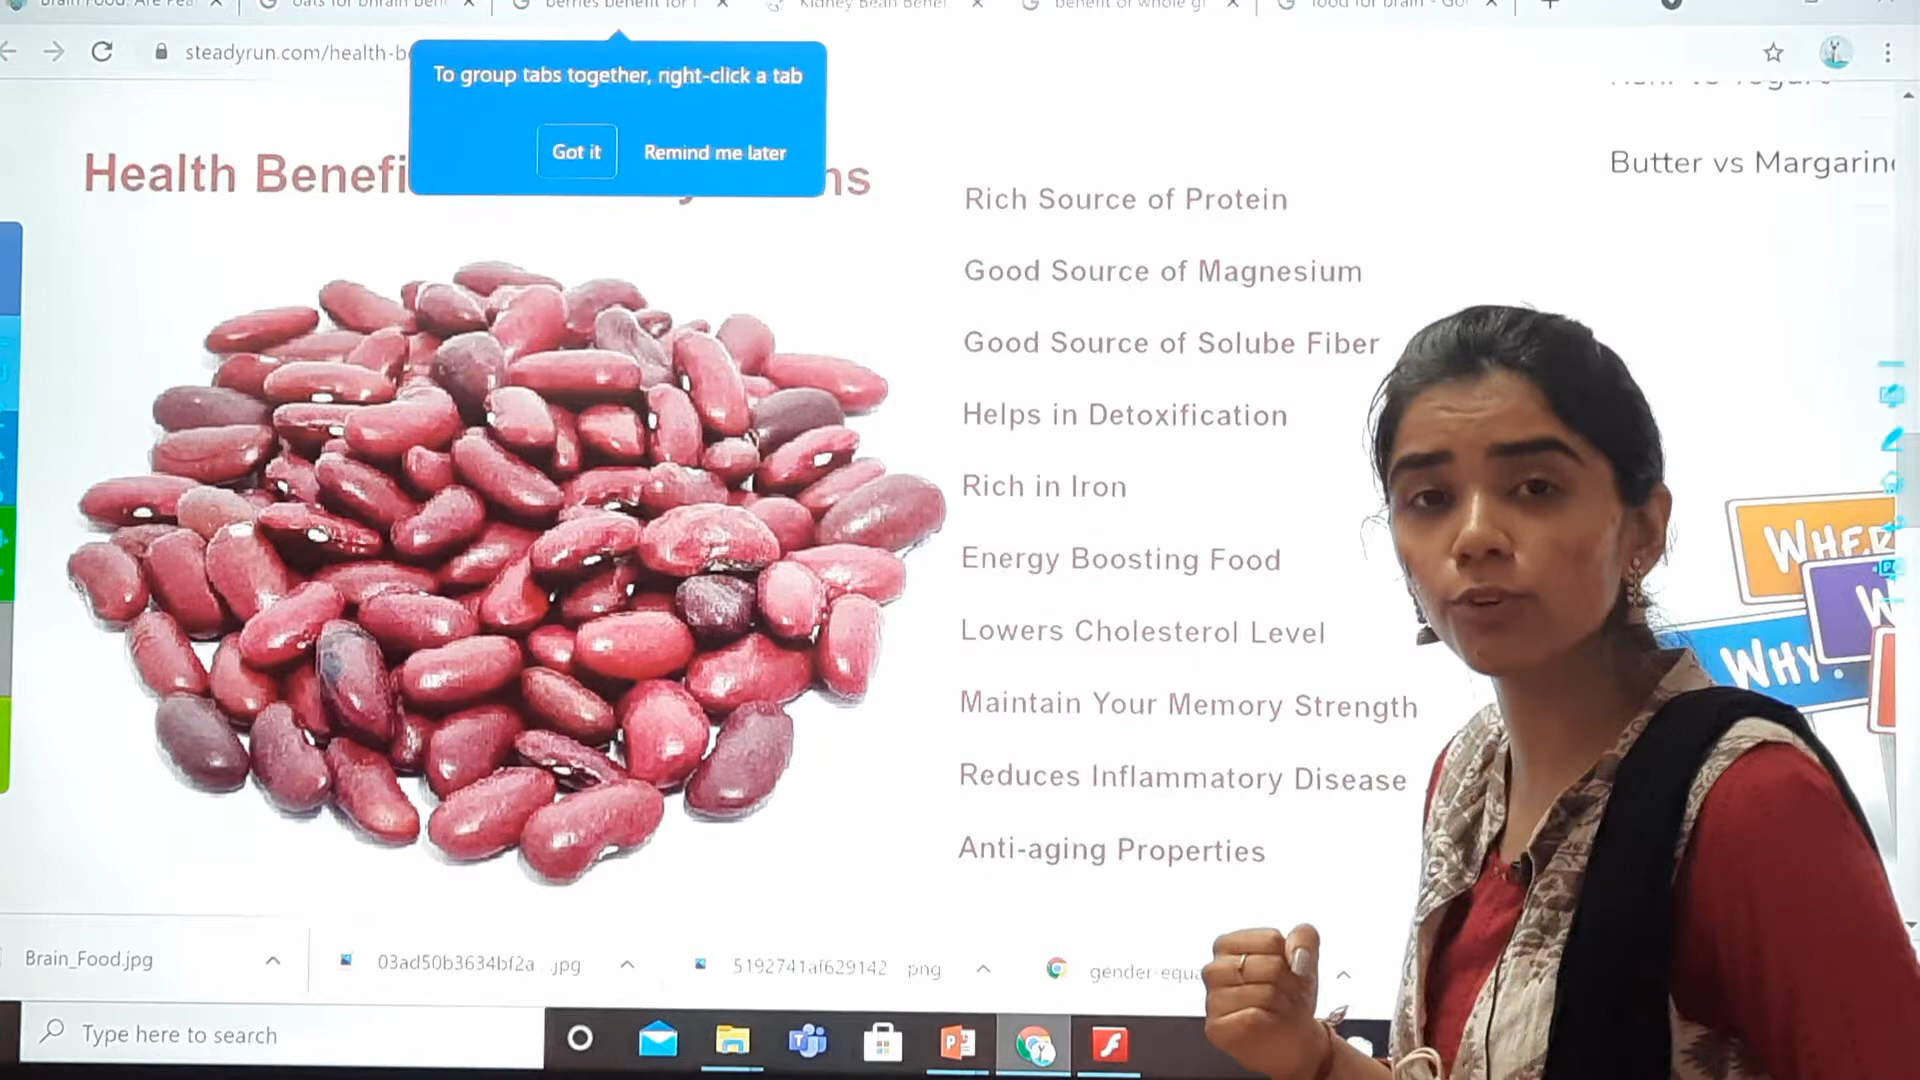 steadyrun.com/health-b
To group tabs together, right-click a tab
Got it
Remind me later
Health Benefi
ns
Rich Source of Protein
Good Source of Magnesium
Good Source of Solube Fiber
Helps in Detoxification
Rich in Iron
Energy Boosting Food
Lowers Cholesterol Level
Maintain Your Memory Strength
Reduces Inflammatory Disease
Anti-aging Properties
Butter vs Margarin
WHER
WHY
Brain_Food.jpg
03ad50b3634bf2a...jpg
5192741af629142...png
gender-equa
Type here to search